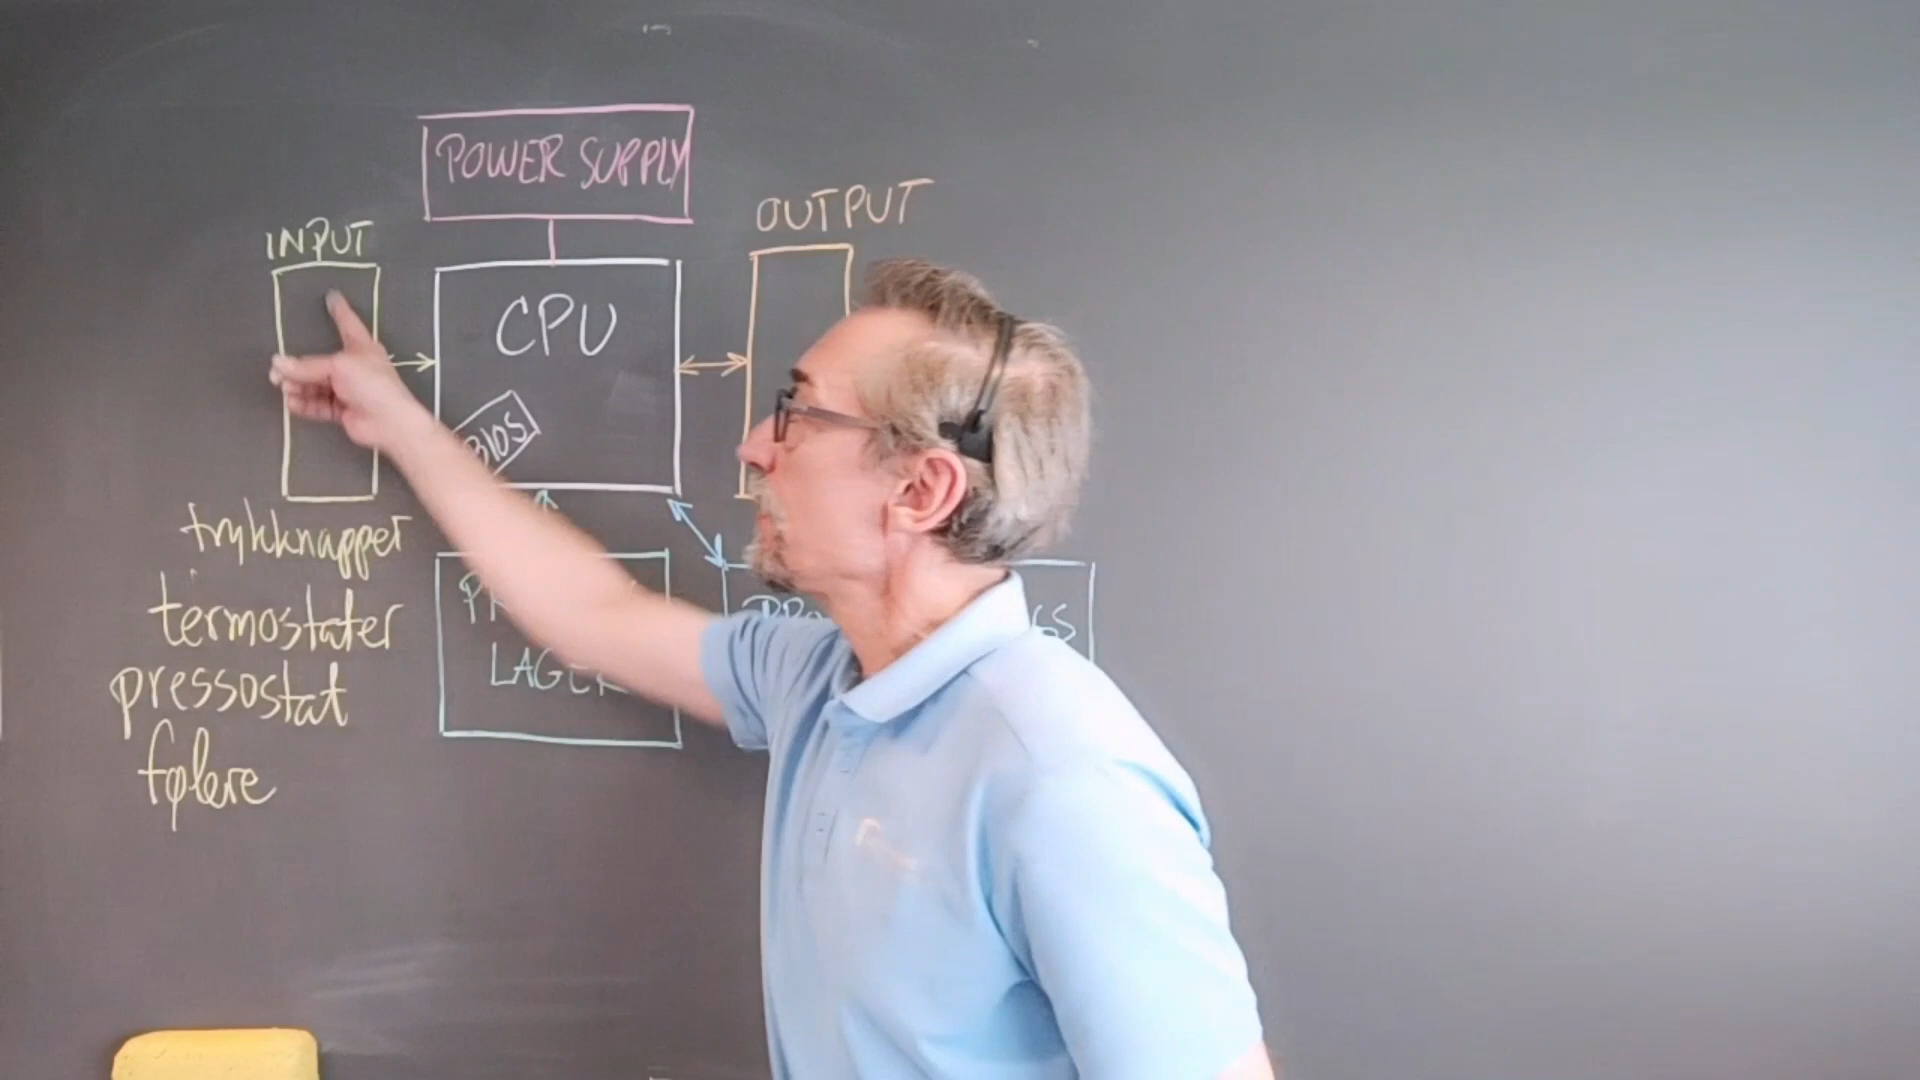 POWER SUPPLY
INPUT
OUTPUT
CPU
BIOS
trykknapper
termostater
pressostat
følere
LAGER